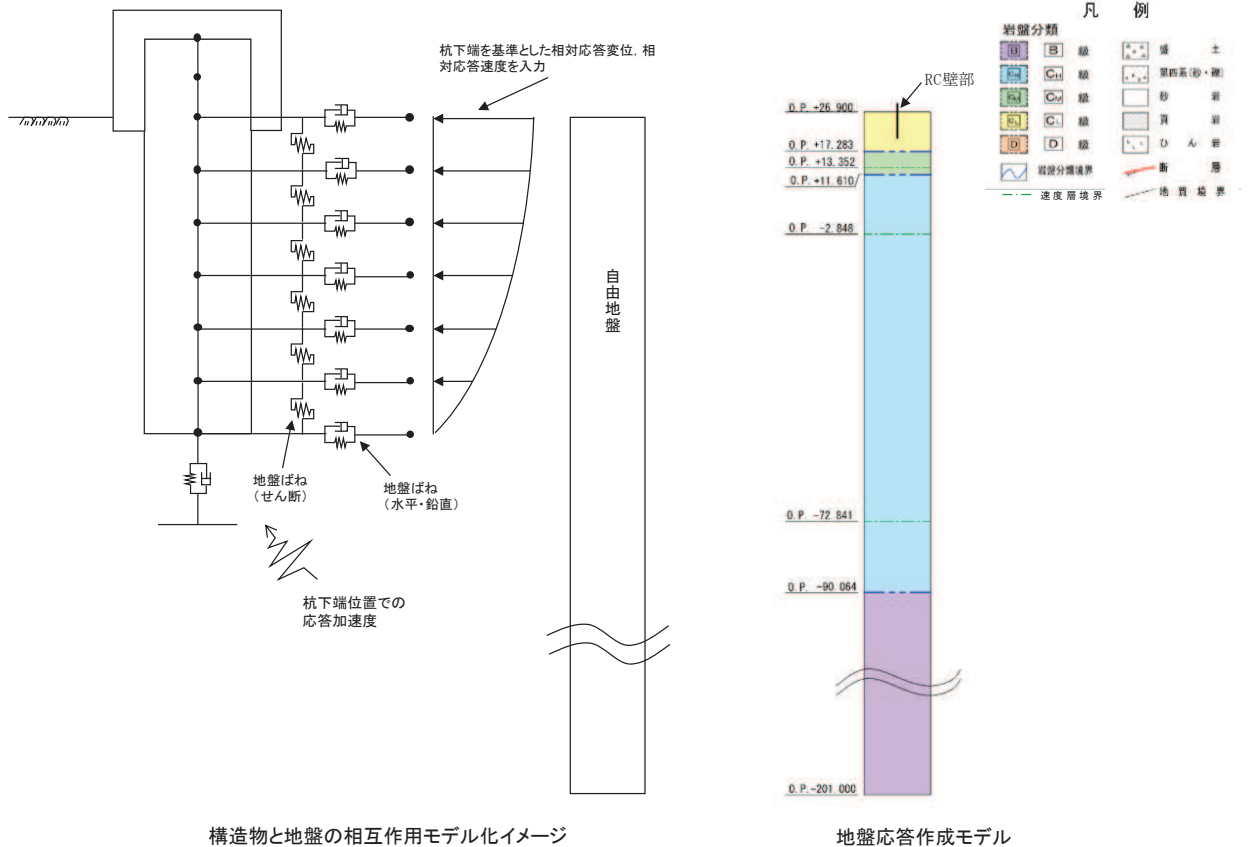 杭下端を基準とした相対応答変位，相
対応答速度を入力
自由地盤
地盤ばね
（せん断）
地盤ばね
（水平・鉛直）
杭下端位置での
応答加速度
構造物と地盤の相互作用モデル化イメージ
RC壁部
O.P. +26.900
O.P. +17.283
O.P. +13.352
O.P. +11.610
O.P. -2.848
O.P. -72.841
O.P. -90.064
O.P. -201.000
地盤応答作成モデル
凡 例
岩盤分類
B B 級
CH CH 級
CM CM 級
CL CL 級
D D 級
岩盤分類境界
速度層境界
盛 土
第四系(砂・礫)
砂 岩
頁 岩
ひ ん 岩
断 層
地 質 境 界